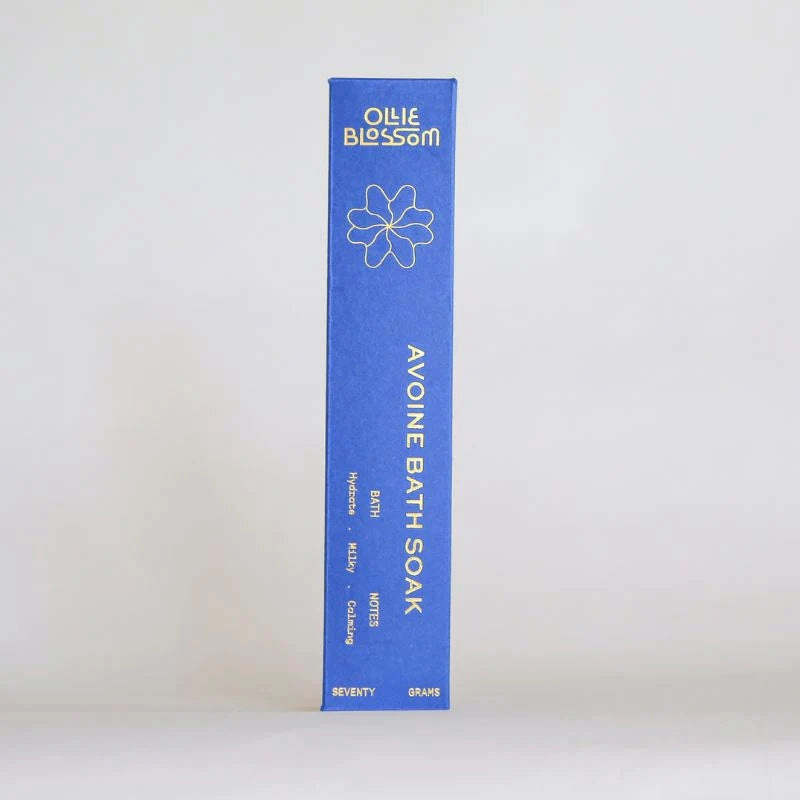 OLLIE
BLOSSOM
AVOINE BATH SOAK
BATH NOTES
Hydrate . Milky . Calming
SEVENTY GRAMS